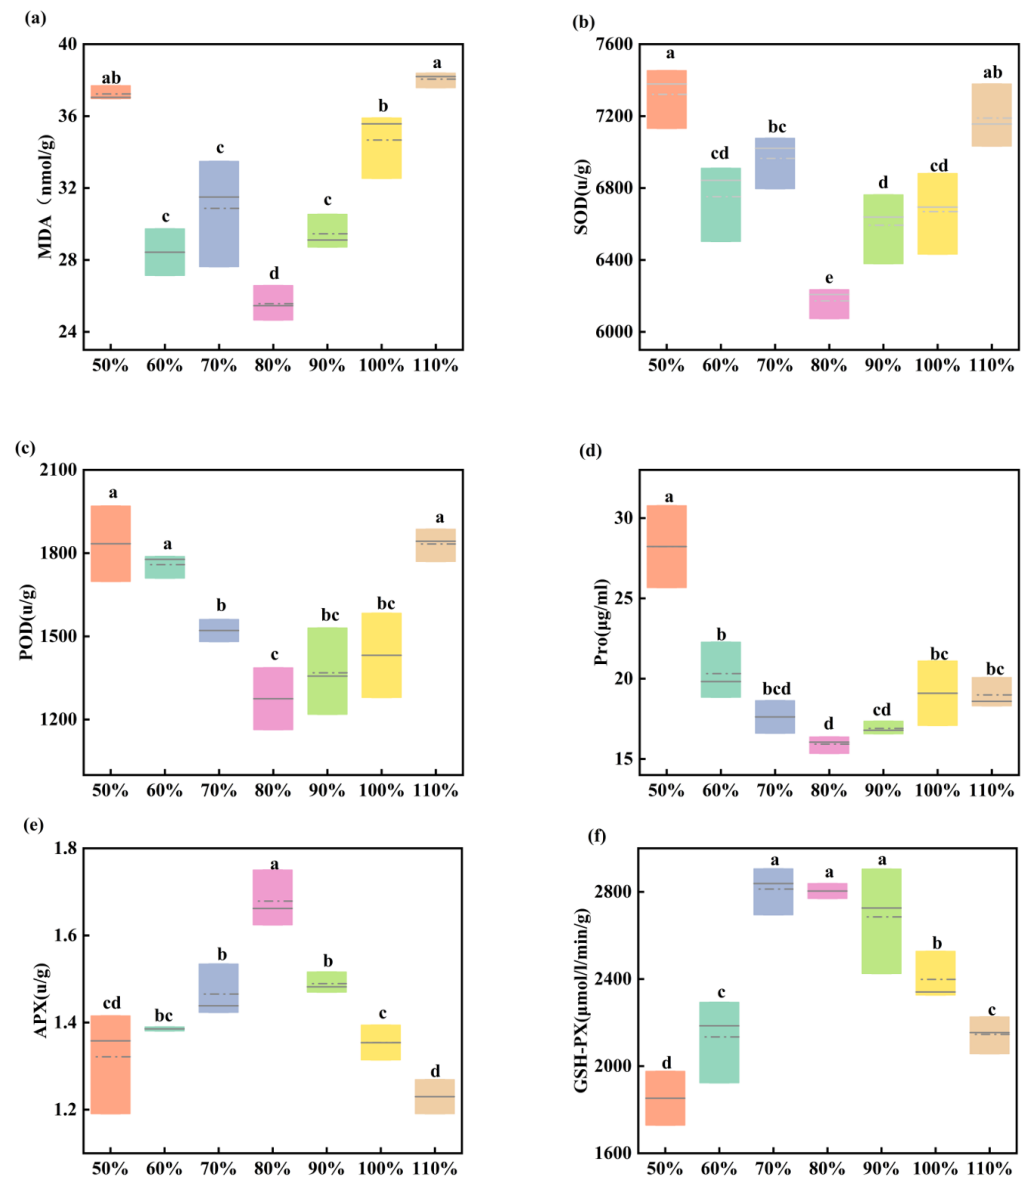 (a)
MDA (nmol/g)
40
36
32
28
24
ab
c
c
d
c
b
a
50% 60% 70% 80% 90% 100% 110%
(b)
SOD(u/g)
7600
7200
6800
6400
6000
a
cd
bc
e
d
cd
ab
50% 60% 70% 80% 90% 100% 110%
(c)
POD(u/g)
2100
1800
1500
1200
a
a
b
c
bc
bc
a
50% 60% 70% 80% 90% 100% 110%
(d)
Pro(μg/ml)
30
25
20
15
a
b
bcd
d
cd
bc
bc
50% 60% 70% 80% 90% 100% 110%
(e)
APX(u/g)
1.8
1.6
1.4
1.2
cd
bc
b
a
b
c
d
50% 60% 70% 80% 90% 100% 110%
(f)
GSH-PX(μmol/l/min/g)
2800
2400
2000
1600
d
c
a
a
a
b
c
50% 60% 70% 80% 90% 100% 110%